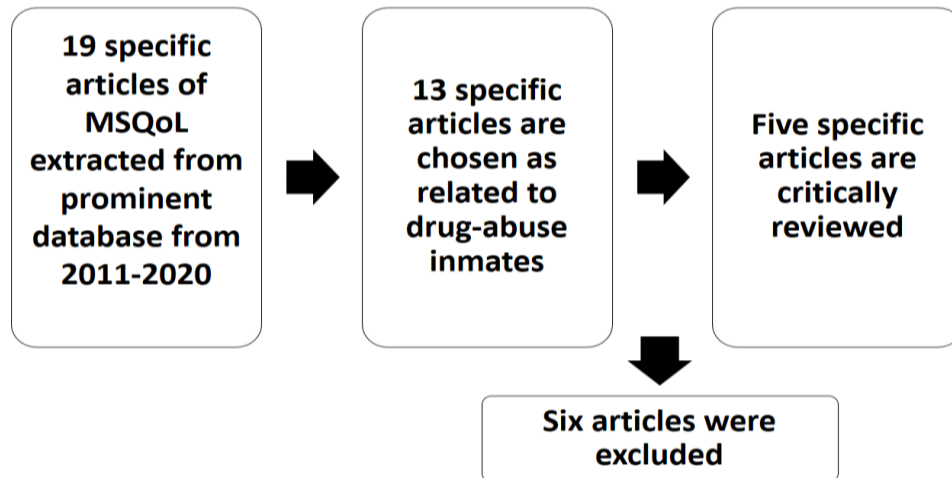 19 specific
articles of
MSQoL
extracted from
prominent
database from
2011-2020
13 specific
articles are
chosen as
related to
drug-abuse
inmates
Five specific
articles are
critically
reviewed
Six articles were
excluded